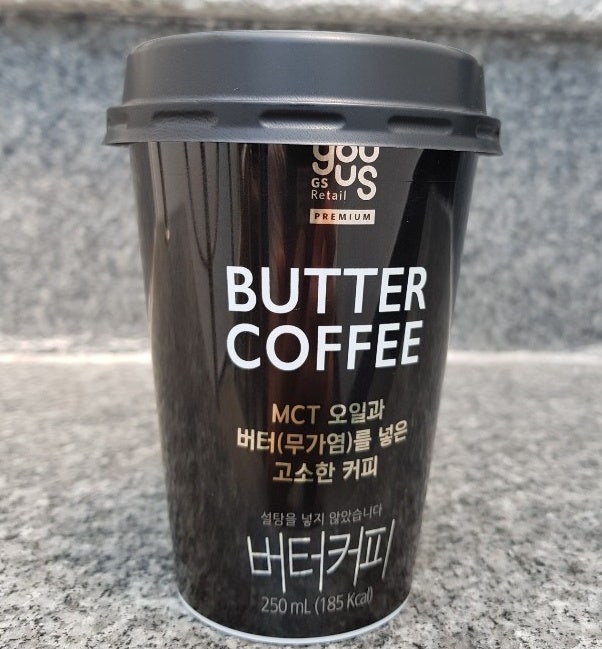 you
us
GS
Retail
PREMIUM
BUTTER
COFFEE
MCT 오일과
버터(무가염)를 넣은
고소한 커피
설탕을 넣지 않았습니다
버터커피
250 mL (185 Kcal)